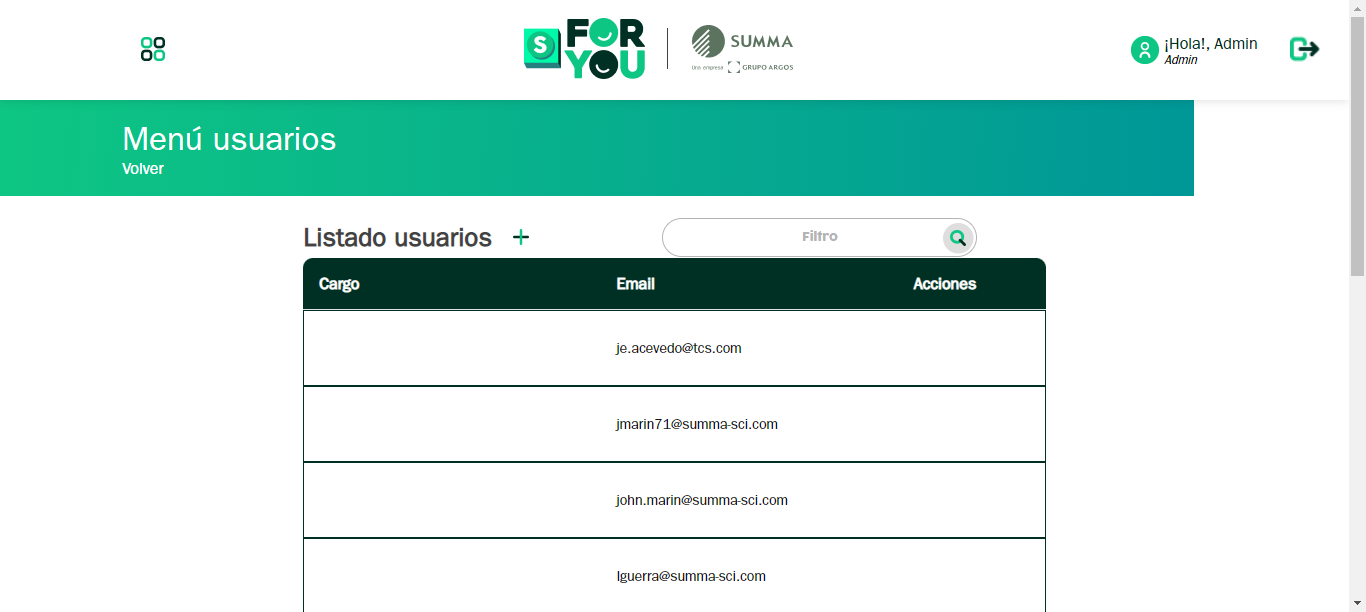 S FOR YOU
SUMMA
Una empresa GRUPO ARGOS
¡Hola!, Admin
Admin
Menú usuarios
Volver
Listado usuarios
Filtro
Cargo Email Acciones
je.acevedo@tcs.com
jmarin71@summa-sci.com
john.marin@summa-sci.com
lguerra@summa-sci.com